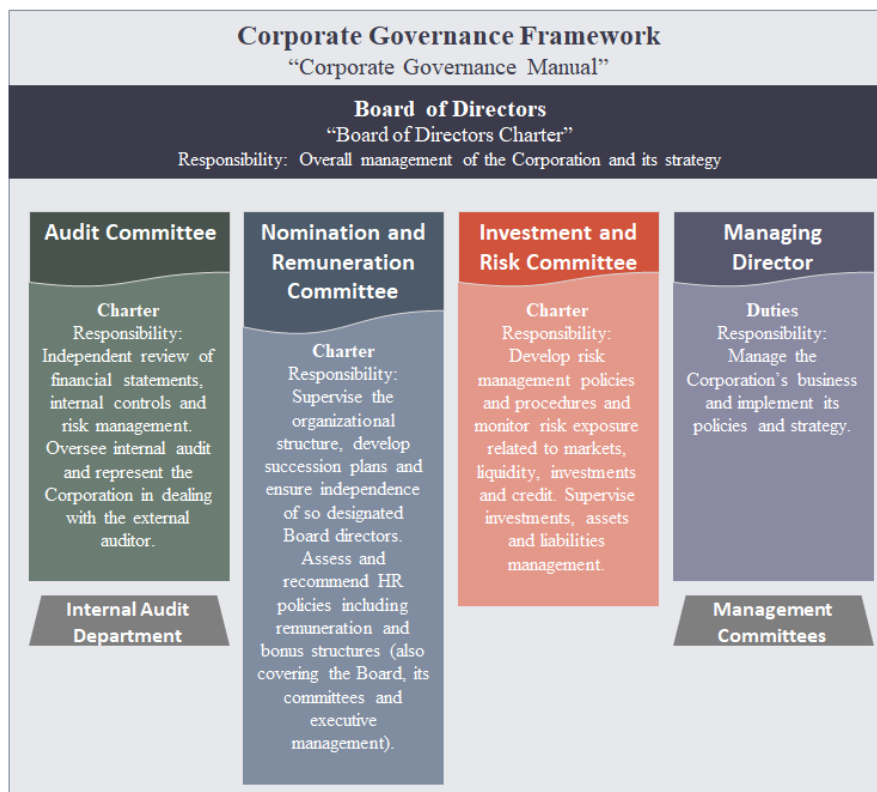 Corporate Governance Framework
“Corporate Governance Manual”
Board of Directors
“Board of Directors Charter”
Responsibility: Overall management of the Corporation and its strategy
Audit Committee
Charter
Responsibility:
Independent review of
financial statements,
internal controls and
risk management.
Oversee internal audit
and represent the
Corporation in dealing
with the external
auditor.
Internal Audit
Department
Nomination and
Remuneration
Committee
Charter
Responsibility:
Supervise the
organizational
structure, develop
succession plans and
ensure independence
of so designated
Board directors.
Assess and
recommend HR
policies including
remuneration and
bonus structures (also
covering the Board, its
committees and
executive
management).
Investment and
Risk Committee
Charter
Responsibility:
Develop risk
management policies
and procedures and
monitor risk exposure
related to markets,
liquidity, investments
and credit. Supervise
investments, assets
and liabilities
management.
Managing
Director
Duties
Responsibility:
Manage the
Corporation’s business
and implement its
policies and strategy.
Management
Committees